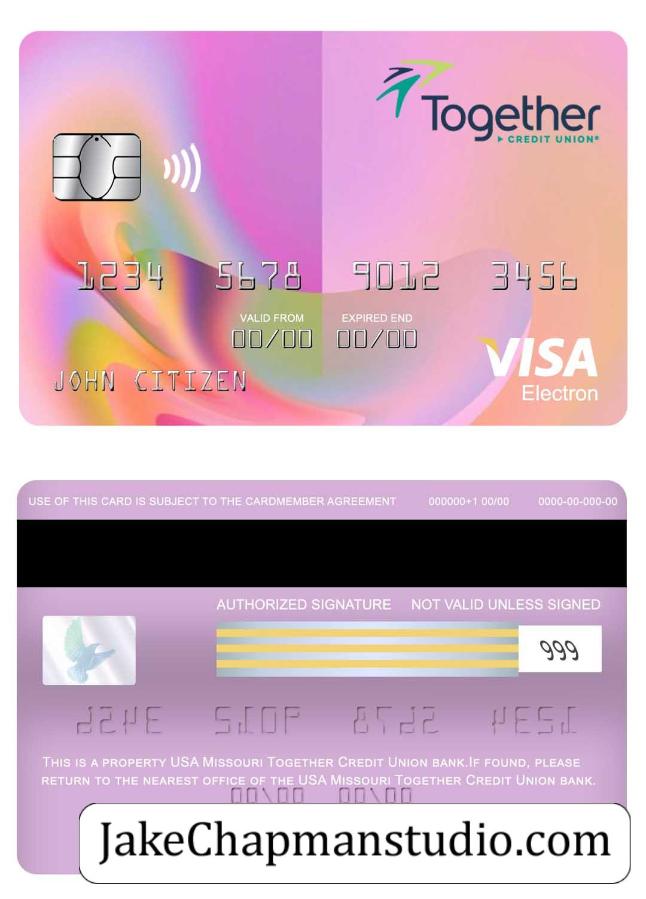 Together
CREDIT UNION®
1234 5678 9012 3456
VALID FROM EXPIRED END
00/00 00/00
JOHN CITIZEN
VISA
Electron
USE OF THIS CARD IS SUBJECT TO THE CARDMEMBER AGREEMENT 000000+1 00/00 0000-00-000-00
AUTHORIZED SIGNATURE NOT VALID UNLESS SIGNED
999
THIS IS A PROPERTY USA MISSOURI TOGETHER CREDIT UNION BANK.IF FOUND, PLEASE
RETURN TO THE NEAREST OFFICE OF THE USA MISSOURI TOGETHER CREDIT UNION BANK.
JakeChapmanstudio.com